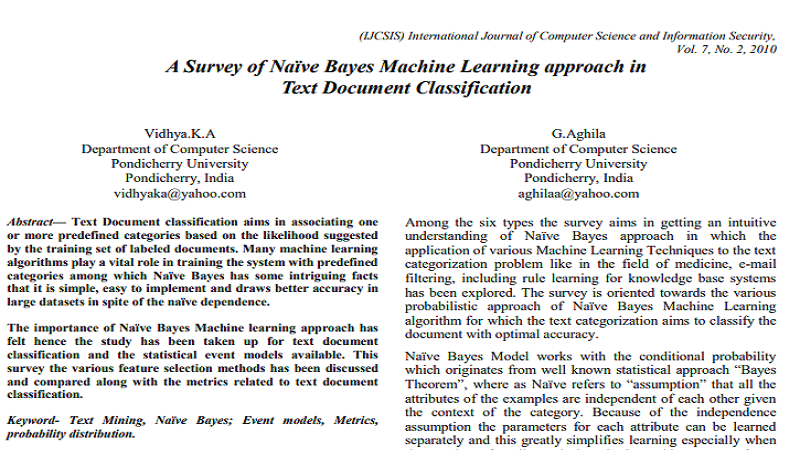 (IJCSIS) International Journal of Computer Science and Information Security,
Vol. 7, No. 2, 2010
A Survey of Naïve Bayes Machine Learning approach in
Text Document Classification
Vidhya.K.A
Department of Computer Science
Pondicherry University
Pondicherry, India
vidhyaka@yahoo.com
G.Aghila
Department of Computer Science
Pondicherry University
Pondicherry, India
aghilaa@yahoo.com
Abstract— Text Document classification aims in associating one
or more predefined categories based on the likelihood suggested
by the training set of labeled documents. Many machine learning
algorithms play a vital role in training the system with predefined
categories among which Naïve Bayes has some intriguing facts
that it is simple, easy to implement and draws better accuracy in
large datasets in spite of the naïve dependence.
The importance of Naïve Bayes Machine learning approach has
felt hence the study has been taken up for text document
classification and the statistical event models available. This
survey the various feature selection methods has been discussed
and compared along with the metrics related to text document
classification.
Keyword- Text Mining, Naïve Bayes; Event models, Metrics,
probability distribution.
Among the six types the survey aims in getting an intuitive
understanding of Naïve Bayes approach in which the
application of various Machine Learning Techniques to the text
categorization problem like in the field of medicine, e-mail
filtering, including rule learning for knowledge base systems
has been explored. The survey is oriented towards the various
probabilistic approach of Naïve Bayes Machine Learning
algorithm for which the text categorization aims to classify the
document with optimal accuracy.
Naïve Bayes Model works with the conditional probability
which originates from well known statistical approach “Bayes
Theorem”, where as Naïve refers to “assumption” that all the
attributes of the examples are independent of each other given
the context of the category. Because of the independence
assumption the parameters for each attribute can be learned
separately and this greatly simplifies learning especially when